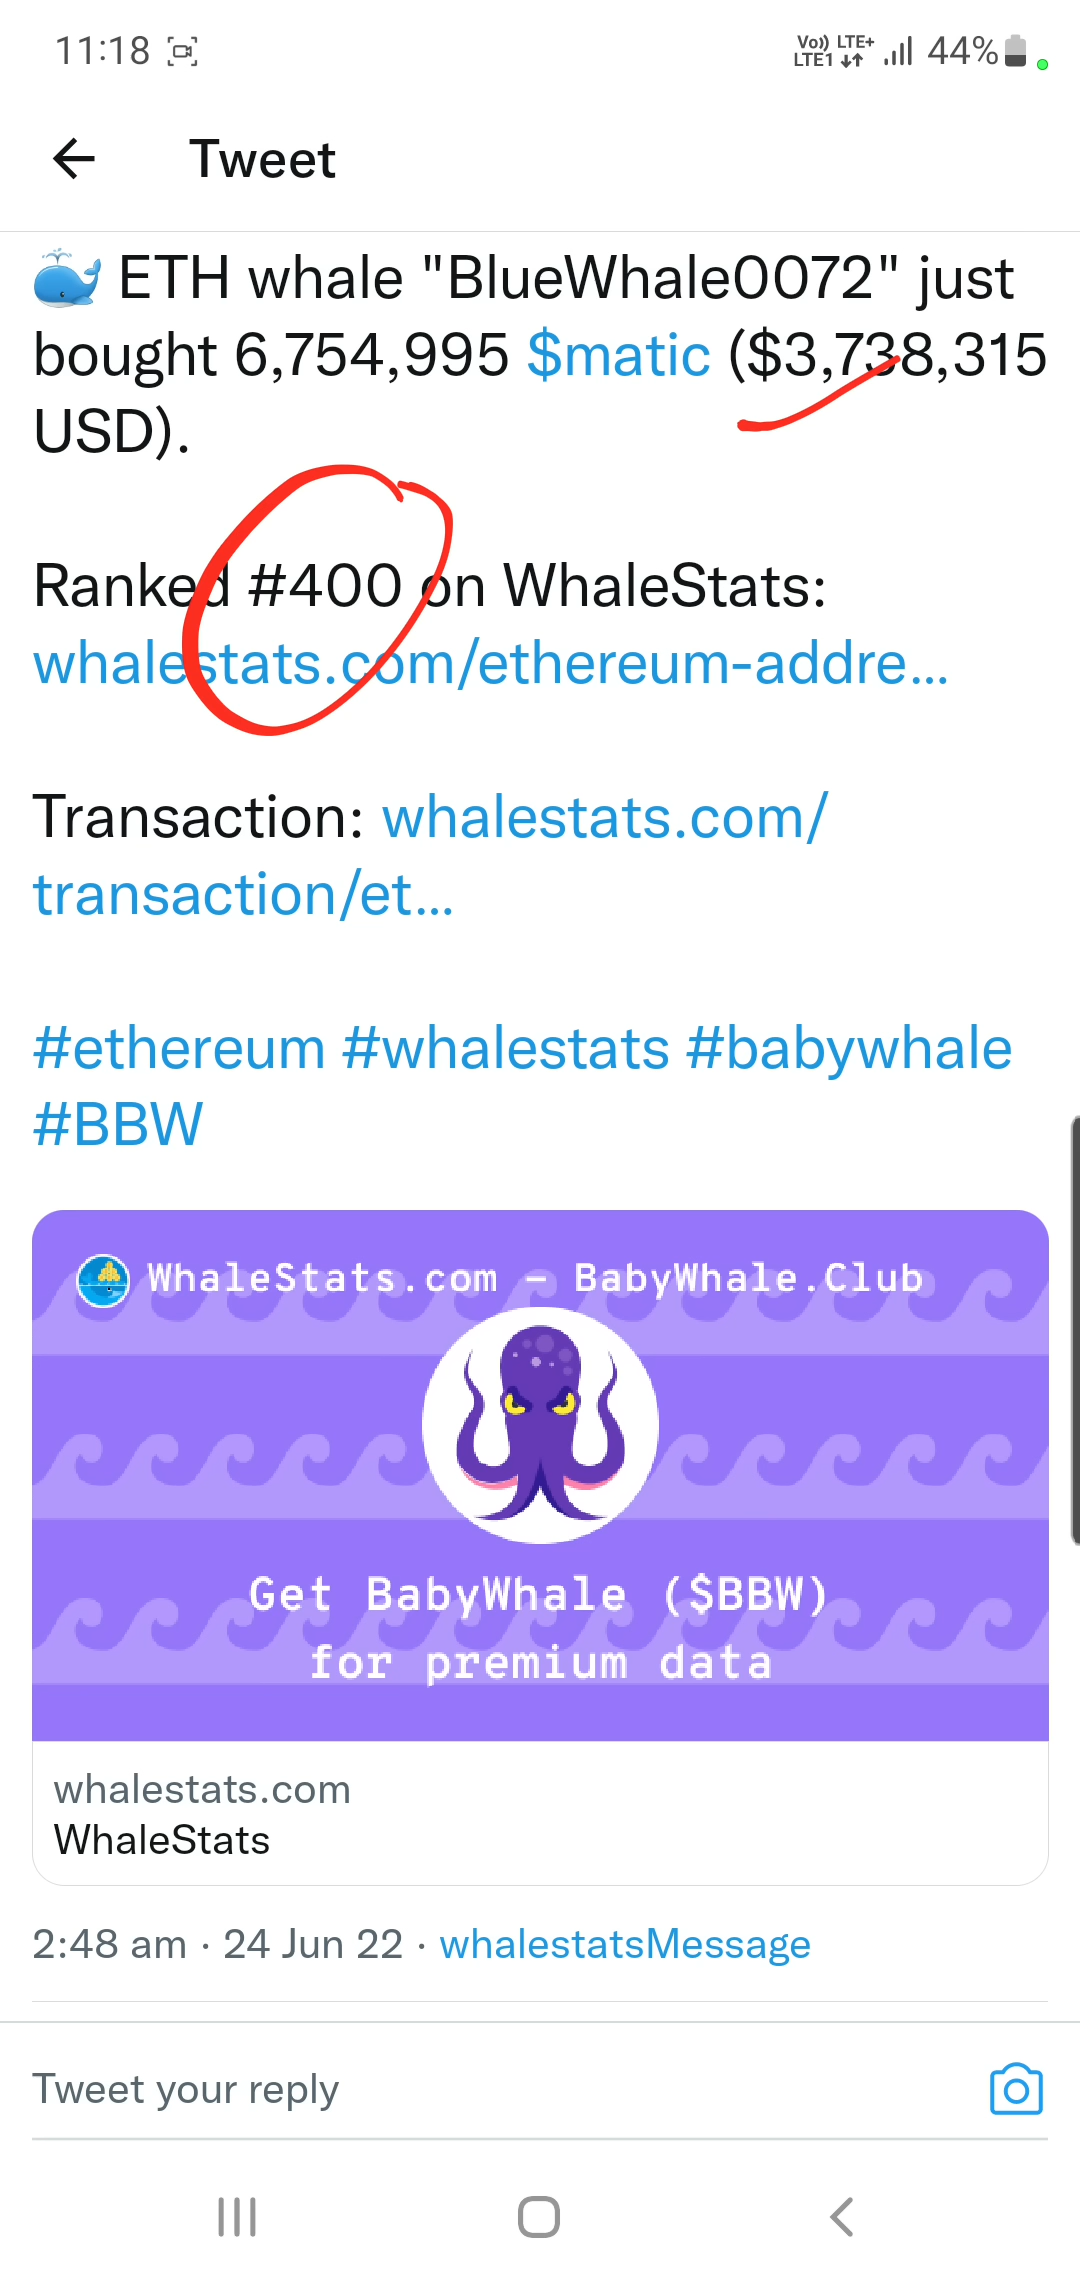 11:18 Vo)) LTE+ LTE1 44%
Tweet
🐳 ETH whale "BlueWhale0072" just
bought 6,754,995 $matic ($3,738,315
USD).
Ranked #400 on WhaleStats:
whalestats.com/ethereum-addre...
Transaction: whalestats.com/
transaction/et...
#ethereum #whalestats #babywhale
#BBW
WhaleStats.com – BabyWhale.Club
Get BabyWhale ($BBW)
for premium data
whalestats.com
WhaleStats
2:48 am · 24 Jun 22 · whalestatsMessage
Tweet your reply